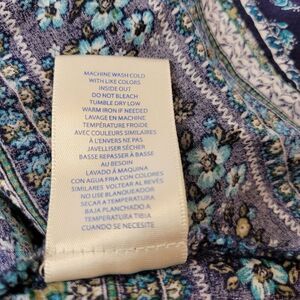 MACHINE WASH COLD
WITH LIKE COLORS
INSIDE OUT
DO NOT BLEACH
TUMBLE DRY LOW
WARM IRON IF NEEDED
LAVAGE EN MACHINE
TEMPÉRATURE FROIDE
AVEC COULEURS SIMILAIRES
À L'ENVERS NE PAS
JAVELLISER SÉCHER
BASSE REPASSER À BASSE
AU BESOIN
LAVADO A MAQUINA
CON AGUA FRIA CON COLORES
SIMILARES VOLTEAR AL REVÉS
NO USE BLANQUEADOR
SECAR A TEMPERATURA
BAJA PLANCHADO A
TEMPERATURA TIBIA
CUANDO SE NECESITE